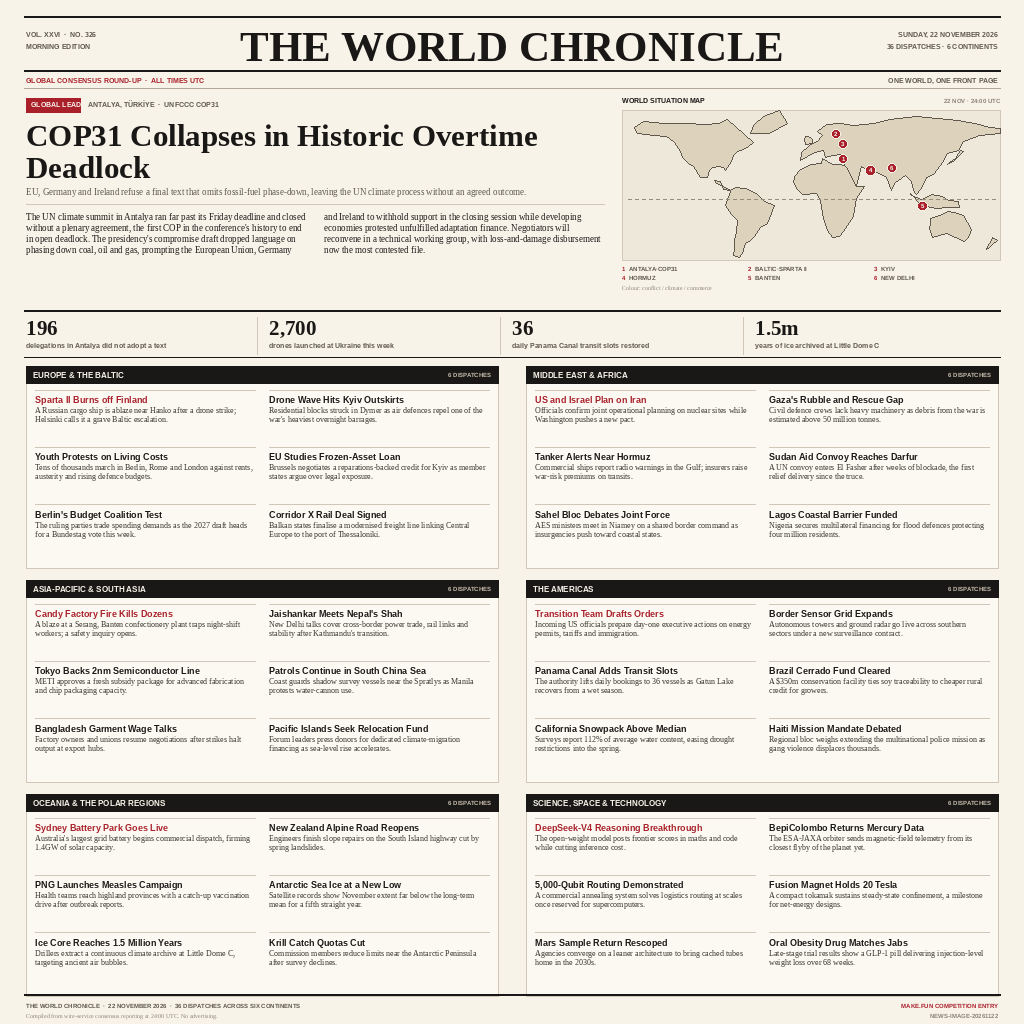 VOL. XXVI · NO. 326
MORNING EDITION
THE WORLD CHRONICLE
SUNDAY, 22 NOVEMBER 2026
36 DISPATCHES · 6 CONTINENTS
GLOBAL CONSENSUS ROUND-UP · ALL TIMES UTC
ONE WORLD, ONE FRONT PAGE
GLOBAL LEAD
ANTALYA, TÜRKİYE · UNFCCC COP31
COP31 Collapses in Historic Overtime
Deadlock
EU, Germany and Ireland refuse a final text that omits fossil-fuel phase-down, leaving the UN climate process without an agreed outcome.
The UN climate summit in Antalya ran far past its Friday deadline and closed
without a plenary agreement, the first COP in the conference's history to end
in open deadlock. The presidency's compromise draft dropped language on
phasing down coal, oil and gas, prompting the European Union, Germany
and Ireland to withhold support in the closing session while developing
economies protested unfulfilled adaptation finance. Negotiators will
reconvene in a technical working group, with loss-and-damage disbursement
now the most contested file.
WORLD SITUATION MAP
22 NOV · 24:00 UTC
2
3
1
4
6
5
1 ANTALYA·COP31
2 BALTIC·SPARTA II
3 KYIV
4 HORMUZ
5 BANTEN
6 NEW DELHI
Colour: conflict / climate / commerce
196
delegations in Antalya did not adopt a text
2,700
drones launched at Ukraine this week
36
daily Panama Canal transit slots restored
1.5m
years of ice archived at Little Dome C
EUROPE & THE BALTIC
6 DISPATCHES
Sparta II Burns off Finland
A Russian cargo ship is ablaze near Hanko after a drone strike;
Helsinki calls it a grave Baltic escalation.
Drone Wave Hits Kyiv Outskirts
Residential blocks struck in Dymer as air defences repel one of the
war's heaviest overnight barrages.
Youth Protests on Living Costs
Tens of thousands march in Berlin, Rome and London against rents,
austerity and rising defence budgets.
EU Studies Frozen-Asset Loan
Brussels negotiates a reparations-backed credit for Kyiv as member
states argue over legal exposure.
Berlin's Budget Coalition Test
The ruling parties trade spending demands as the 2027 draft heads
for a Bundestag vote this week.
Corridor X Rail Deal Signed
Balkan states finalise a modernised freight line linking Central
Europe to the port of Thessaloniki.
MIDDLE EAST & AFRICA
6 DISPATCHES
US and Israel Plan on Iran
Officials confirm joint operational planning on nuclear sites while
Washington pushes a new pact.
Gaza's Rubble and Rescue Gap
Civil defence crews lack heavy machinery as debris from the war is
estimated above 50 million tonnes.
Tanker Alerts Near Hormuz
Commercial ships report radio warnings in the Gulf; insurers raise
war-risk premiums on transits.
Sudan Aid Convoy Reaches Darfur
A UN convoy enters El Fasher after weeks of blockade, the first
relief delivery since the truce.
Sahel Bloc Debates Joint Force
AES ministers meet in Niamey on a shared border command as
insurgencies push toward coastal states.
Lagos Coastal Barrier Funded
Nigeria secures multilateral financing for flood defences protecting
four million residents.
ASIA-PACIFIC & SOUTH ASIA
6 DISPATCHES
Candy Factory Fire Kills Dozens
A blaze at a Serang, Banten confectionery plant traps night-shift
workers; a safety inquiry opens.
Jaishankar Meets Nepal's Shah
New Delhi talks cover cross-border power trade, rail links and
stability after Kathmandu's transition.
Tokyo Backs 2nm Semiconductor Line
METI approves a fresh subsidy package for advanced fabrication
and chip packaging capacity.
Patrols Continue in South China Sea
Coast guards shadow survey vessels near the Spratlys as Manila
protests water-cannon use.
Bangladesh Garment Wage Talks
Factory owners and unions resume negotiations after strikes halt
output at export hubs.
Pacific Islands Seek Relocation Fund
Forum leaders press donors for dedicated climate-migration
financing as sea-level rise accelerates.
THE AMERICAS
6 DISPATCHES
Transition Team Drafts Orders
Incoming US officials prepare day-one executive actions on energy
permits, tariffs and immigration.
Border Sensor Grid Expands
Autonomous towers and ground radar go live across southern
sectors under a new surveillance contract.
Panama Canal Adds Transit Slots
The authority lifts daily bookings to 36 vessels as Gatun Lake
recovers from a wet season.
Brazil Cerrado Fund Cleared
A $350m conservation facility ties soy traceability to cheaper rural
credit for growers.
California Snowpack Above Median
Surveys report 112% of average water content, easing drought
restrictions into the spring.
Haiti Mission Mandate Debated
Regional bloc weighs extending the multinational police mission as
gang violence displaces thousands.
OCEANIA & THE POLAR REGIONS
6 DISPATCHES
Sydney Battery Park Goes Live
Australia's largest grid battery begins commercial dispatch, firming
1.4GW of solar capacity.
New Zealand Alpine Road Reopens
Engineers finish slope repairs on the South Island highway cut by
spring landslides.
PNG Launches Measles Campaign
Health teams reach highland provinces with a catch-up vaccination
drive after outbreak reports.
Antarctic Sea Ice at a New Low
Satellite records show November extent far below the long-term
mean for a fifth straight year.
Ice Core Reaches 1.5 Million Years
Drillers extract a continuous climate archive at Little Dome C,
targeting ancient air bubbles.
Krill Catch Quotas Cut
Commission members reduce limits near the Antarctic Peninsula
after survey declines.
SCIENCE, SPACE & TECHNOLOGY
6 DISPATCHES
DeepSeek-V4 Reasoning Breakthrough
The open-weight model posts frontier scores in maths and code
while cutting inference cost.
BepiColombo Returns Mercury Data
The ESA-JAXA orbiter sends magnetic-field telemetry from its
closest flyby of the planet yet.
5,000-Qubit Routing Demonstrated
A commercial annealing system solves logistics routing at scales
once reserved for supercomputers.
Fusion Magnet Holds 20 Tesla
A compact tokamak sustains steady-state confinement, a milestone
for net-energy designs.
Mars Sample Return Rescoped
Agencies converge on a leaner architecture to bring cached tubes
home in the 2030s.
Oral Obesity Drug Matches Jabs
Late-stage trial results show a GLP-1 pill delivering injection-level
weight loss over 68 weeks.
THE WORLD CHRONICLE · 22 NOVEMBER 2026 · 36 DISPATCHES ACROSS SIX CONTINENTS
MAKE.FUN COMPETITION ENTRY
Compiled from wire-service consensus reporting at 2400 UTC. No advertising.
NEWS-IMAGE-20261122